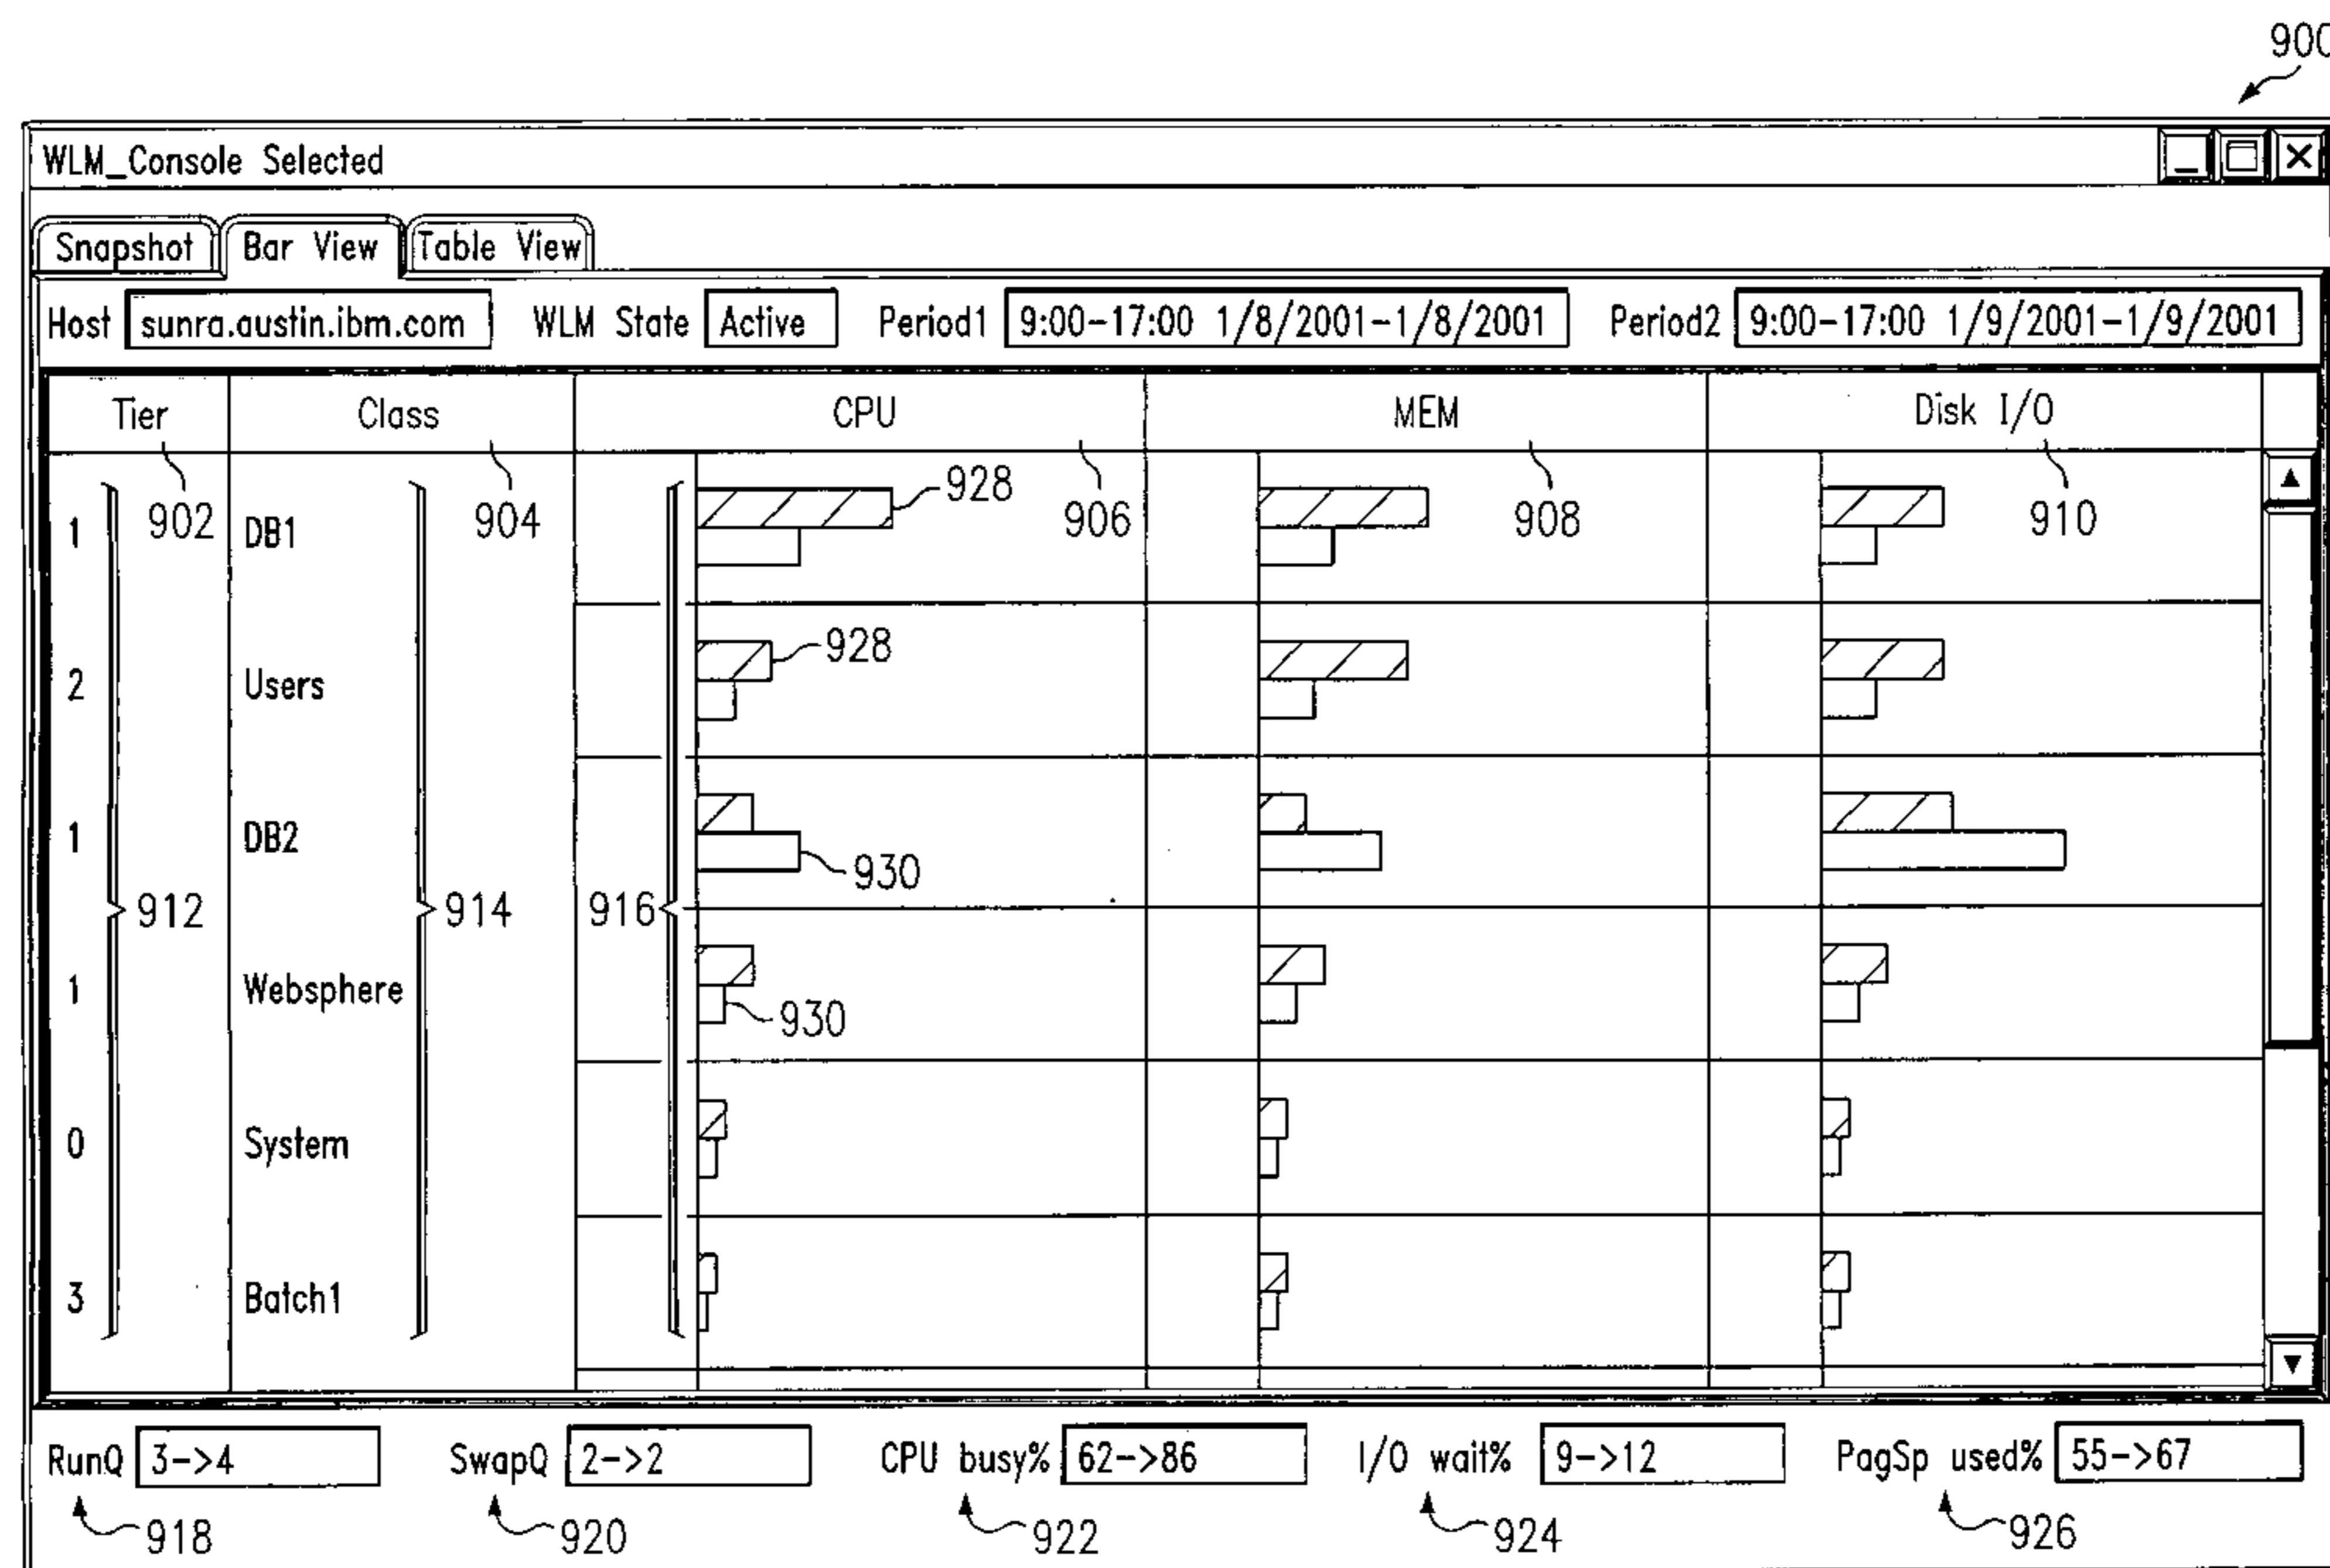 900
WLM_Console Selected
Snapshot Bar View Table View
Host sunra.austin.ibm.com WLM State Active Period1 9:00-17:00 1/8/2001-1/8/2001 Period2 9:00-17:00 1/9/2001-1/9/2001
Tier Class CPU MEM Disk I/O
902 904 906 908 910
1 DB1 928
2 Users 928
1 DB2 930
912 914 916
1 Websphere 930
0 System
3 Batch1
RunQ 3->4 SwapQ 2->2 CPU busy% 62->86 I/O wait% 9->12 PagSp used% 55->67
918 920 922 924 926